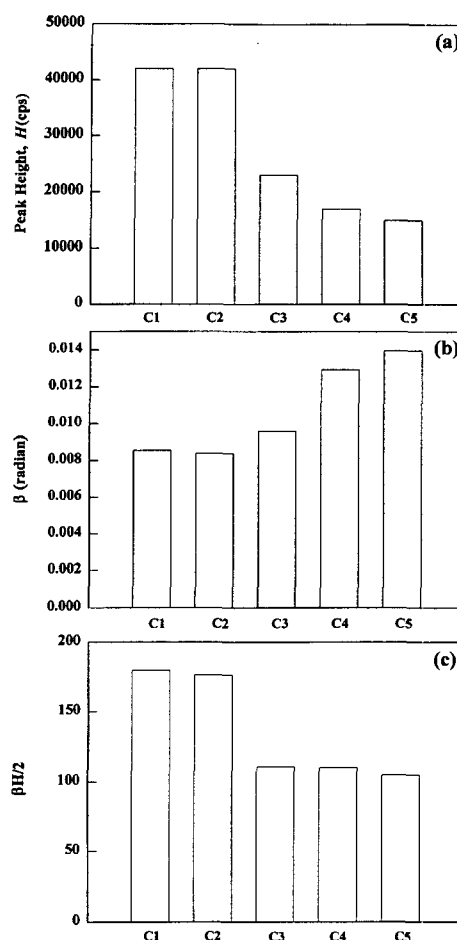 50000
(a)
40000
30000
20000
10000
0
Peak Height, H(cps)
C1 C2 C3 C4 C5
0.014
(b)
0.012
0.010
0.008
0.006
0.004
0.002
0.000
β (radian)
C1 C2 C3 C4 C5
200
(c)
150
100
50
0
βH/2
C1 C2 C3 C4 C5